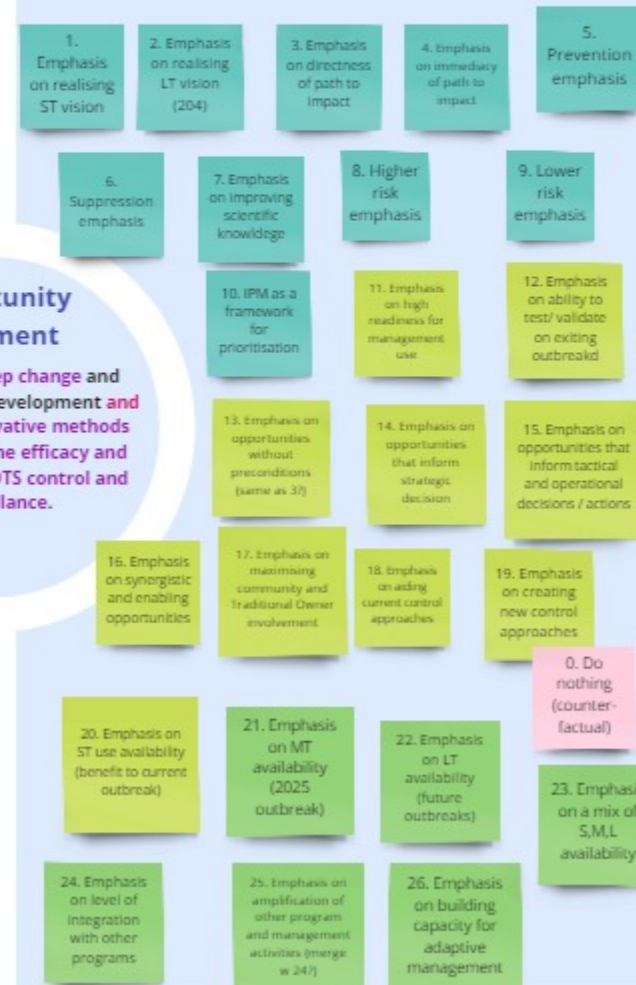 1.
Emphasis
on realising
ST vision
2. Emphasis
on realising
LT vision
(204)
3. Emphasis
on directness
of path to
impact
4. Emphasis
on immediacy
of path to
impact
5.
Prevention
emphasis
6.
Suppression
emphasis
7. Emphasis
on improving
scientific
knowldege
8. Higher
risk
emphasis
9. Lower
risk
emphasis
10. IPM as a
framework
for
prioritisation
11. Emphasis
on high
readiness for
management
use
12. Emphasis
on ability to
test/ validate
on exiting
outbreakd
tunity
ment
ep change and
evelopment and
vative methods
ne efficacy and
OTS control and
llance.
13. Emphasis on
opportunities
without
preconditions
(same as 3?)
14. Emphasis on
opportunities
that inform
strategic
decision
15. Emphasis on
opportunities that
inform tactical
and operational
decisions / actions
16. Emphasis
on synergistic
and enabling
opportunities
17. Emphasis on
maximising
community and
Traditional Owner
involvement
18. Emphasis
on aiding
current control
approaches
19. Emphasis
on creating
new control
approaches
0. Do
nothing
(counter-
factual)
20. Emphasis on
ST use availability
(benefit to current
outbreak)
21. Emphasis
on MT
availability
(2025
outbreak)
22. Emphasis
on LT
availability
(future
outbreaks)
23. Emphasi
on a mix of
S,M,L
availability
24. Emphasis
on level of
integration
with other
programs
25. Emphasis on
amplification of
other program
and management
activities (merge
w 24?)
26. Emphasis
on building
capacity for
adaptive
management